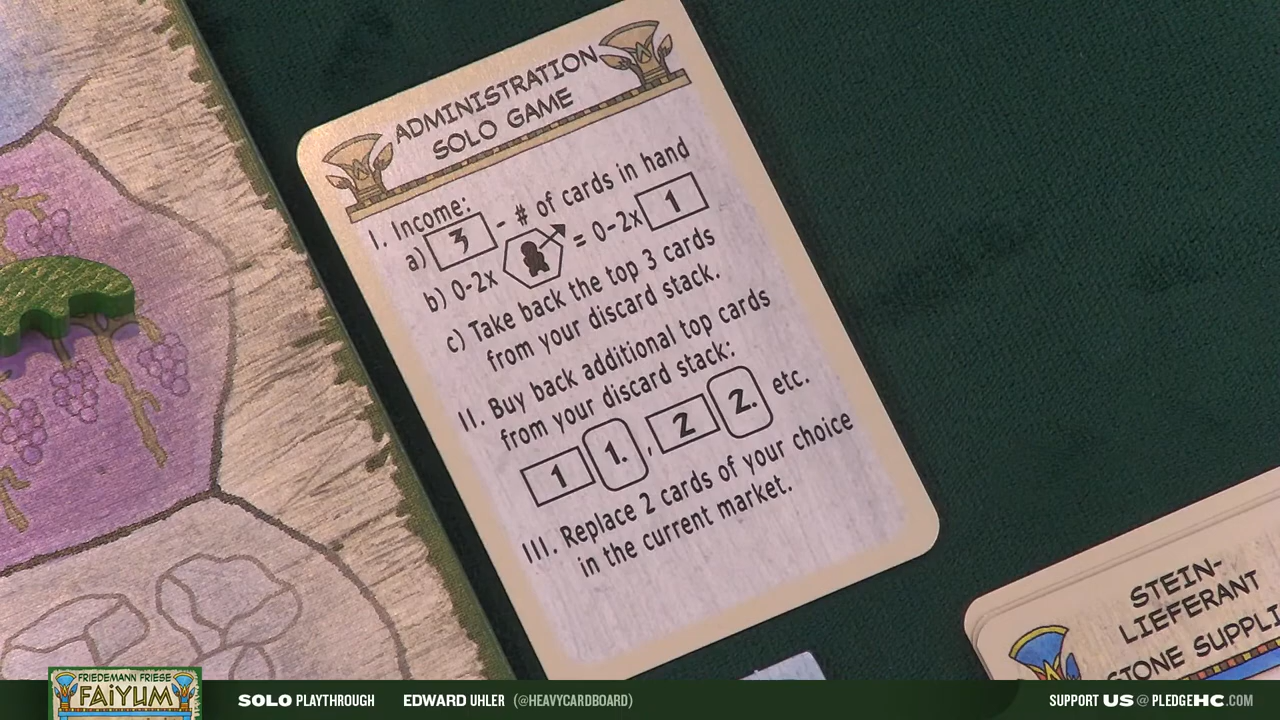 ADMINISTRATION
SOLO GAME
I. Income:
a) 3 - # of cards in hand
b) 0-2x = 0-2x 1
c) Take back the top 3 cards
from your discard stack.
II. Buy back additional top cards
from your discard stack:
1 1. , 2 2. etc.
III. Replace 2 cards of your choice
in the current market.
STEIN-
LIEFERANT
STONE SUPPLI
FRIEDEMANN FRIESE
FAIYUM
SOLO PLAYTHROUGH EDWARD UHLER (@HEAVYCARDBOARD) SUPPORT US @ PLEDGEHC.COM